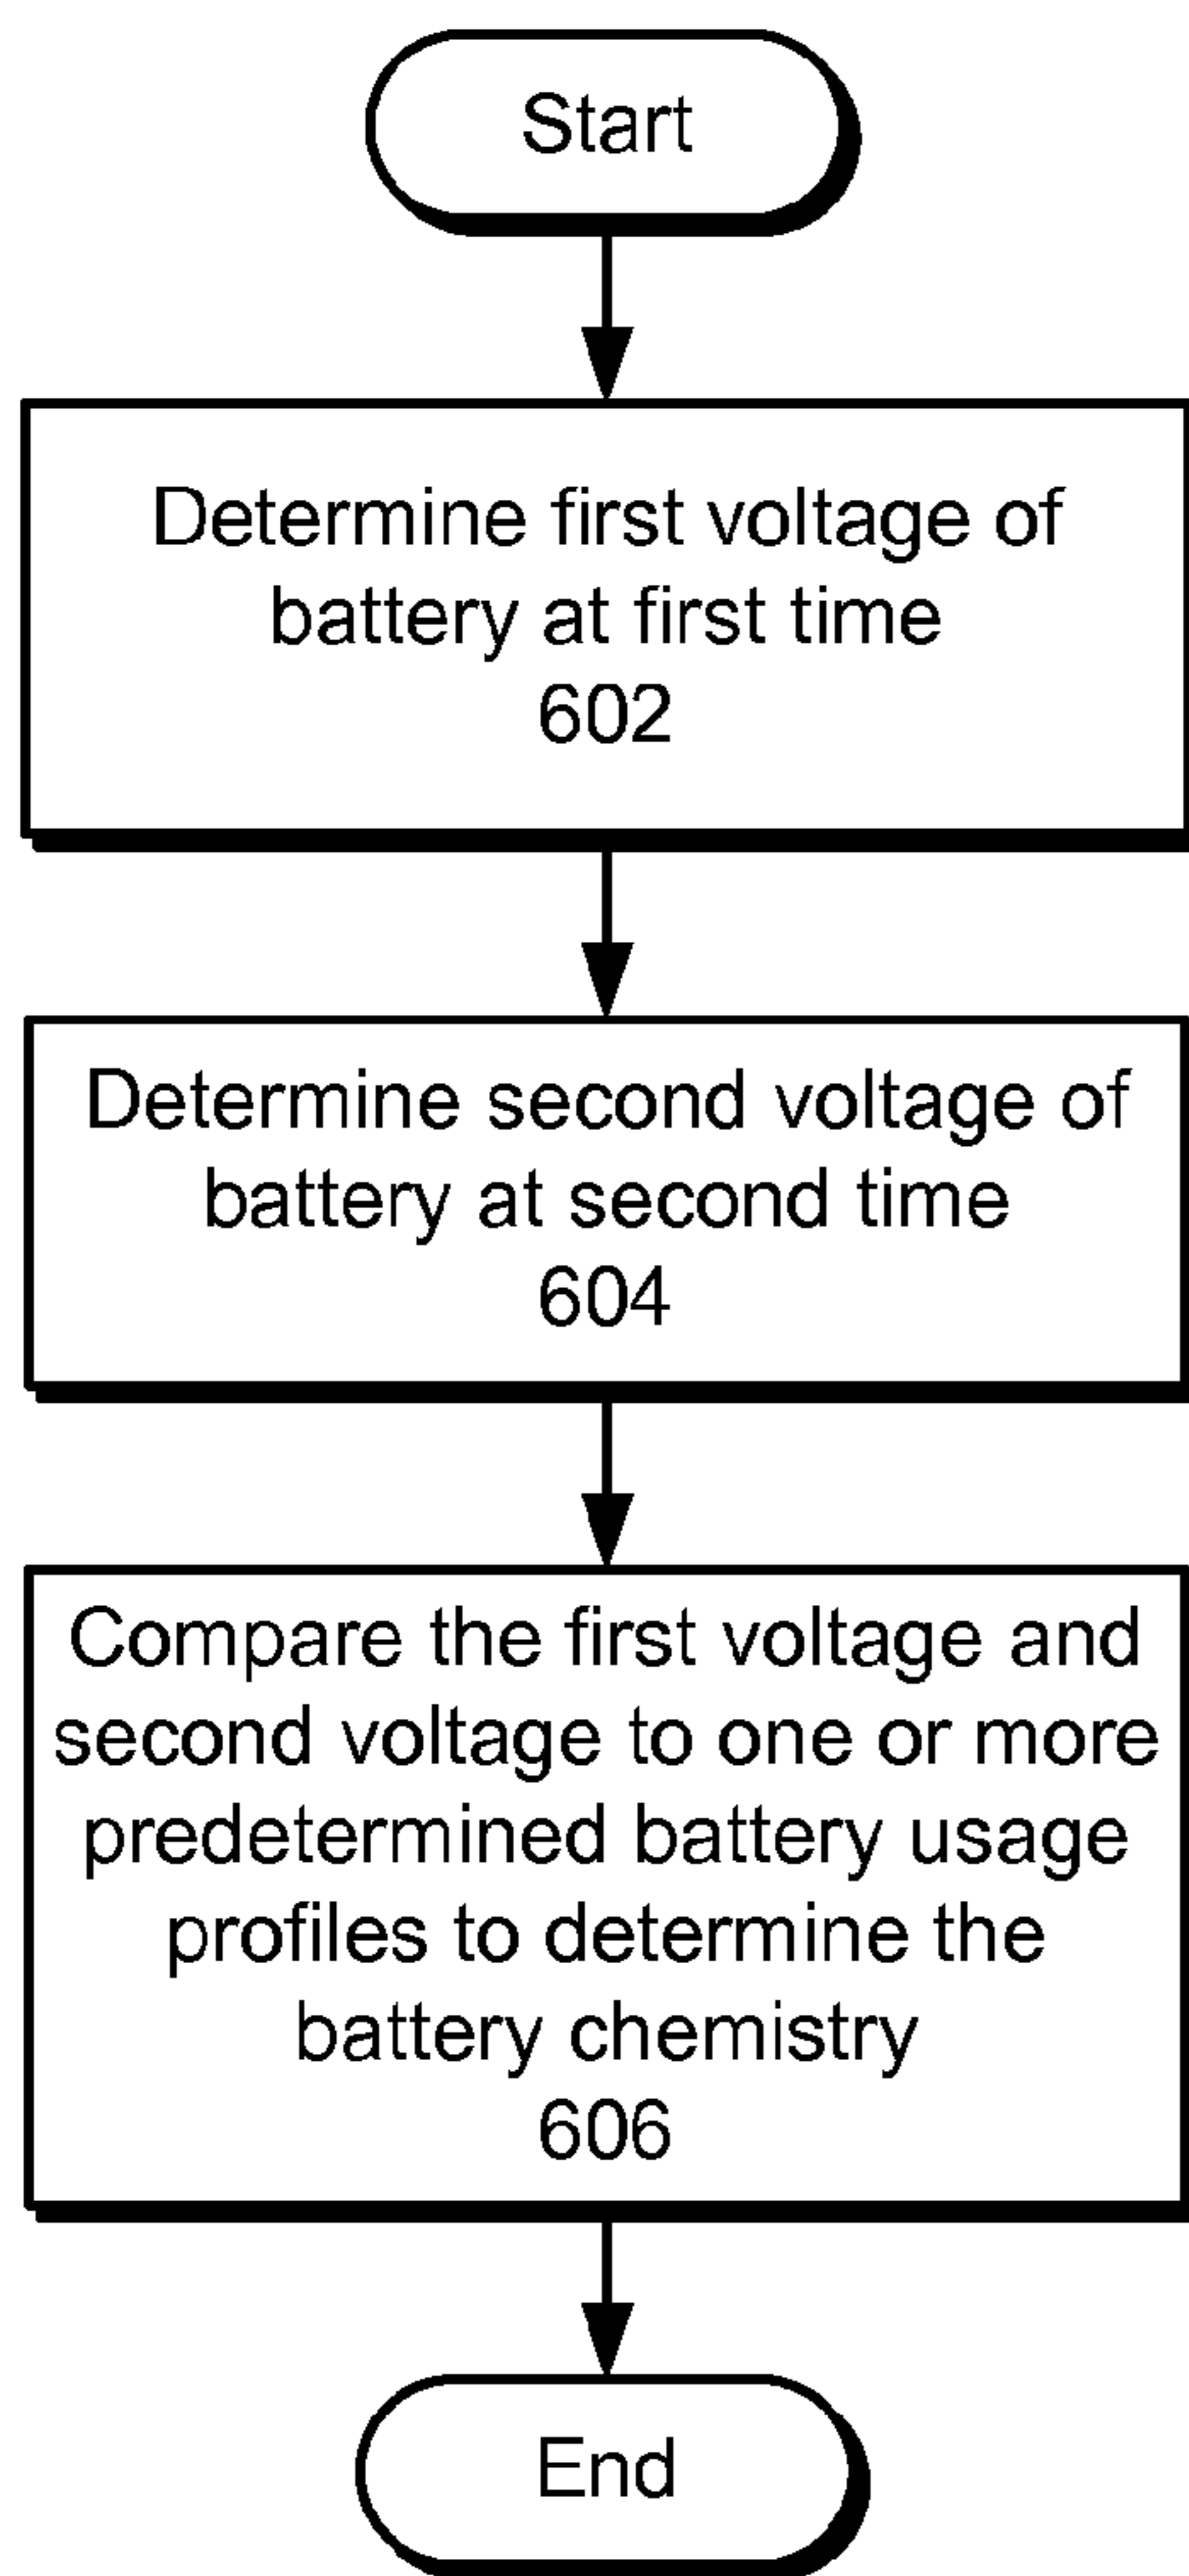 Start
Determine first voltage of
battery at first time
602
Determine second voltage of
battery at second time
604
Compare the first voltage and
second voltage to one or more
predetermined battery usage
profiles to determine the
battery chemistry
606
End